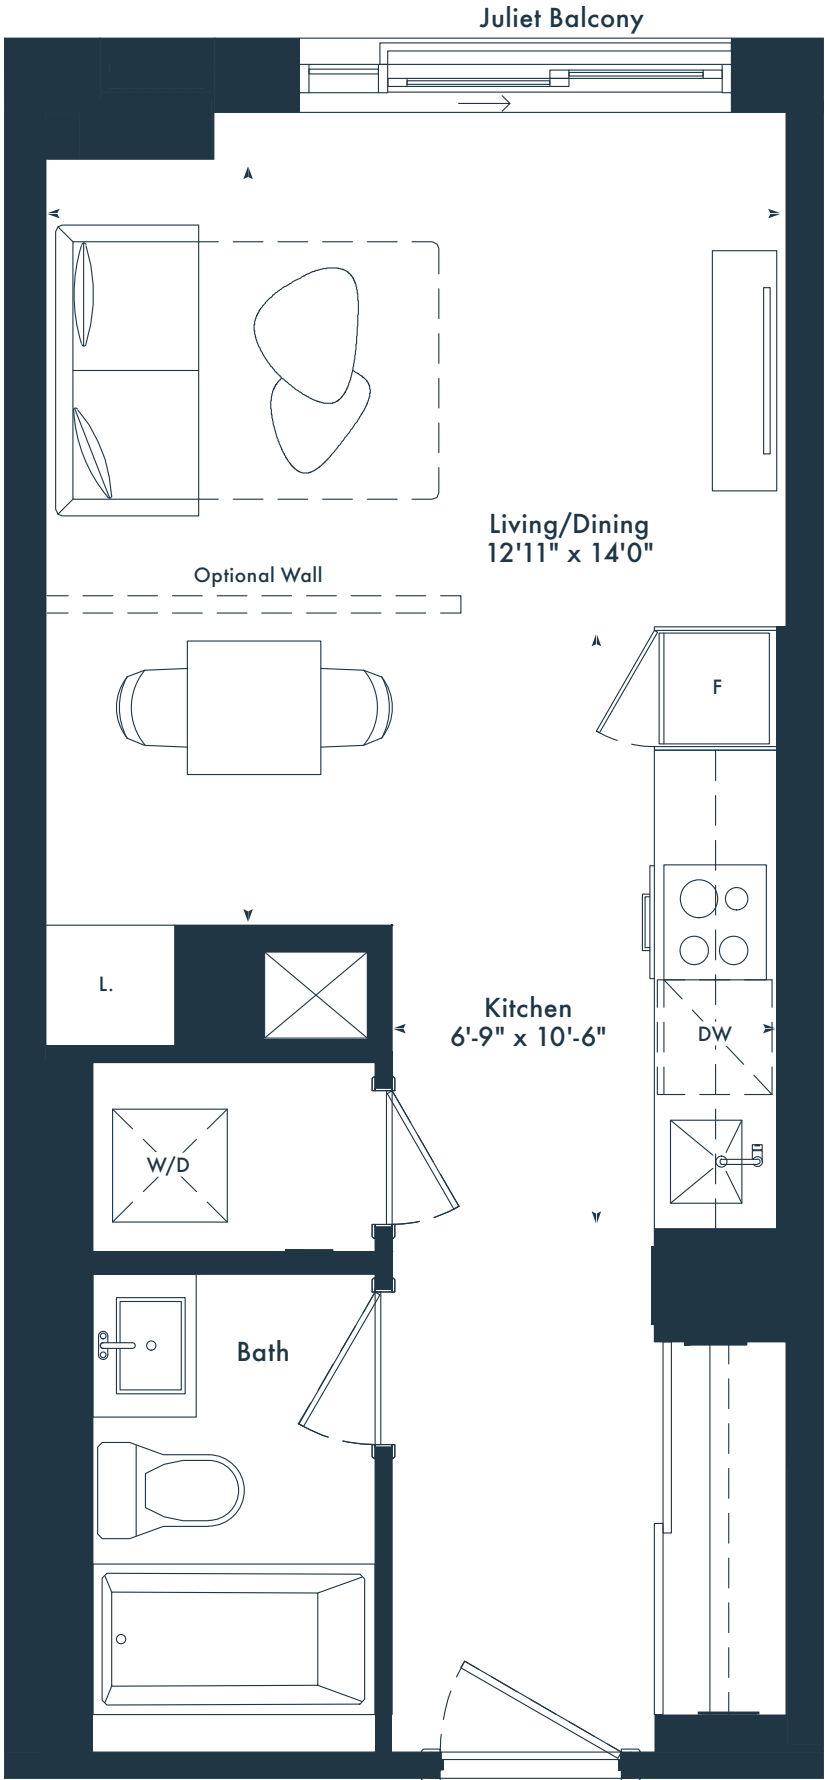 Juliet Balcony
Living/Dining
12'11" x 14'0"
Optional Wall
F
L.
Kitchen
6'-9" x 10'-6"
DW
W/D
Bath